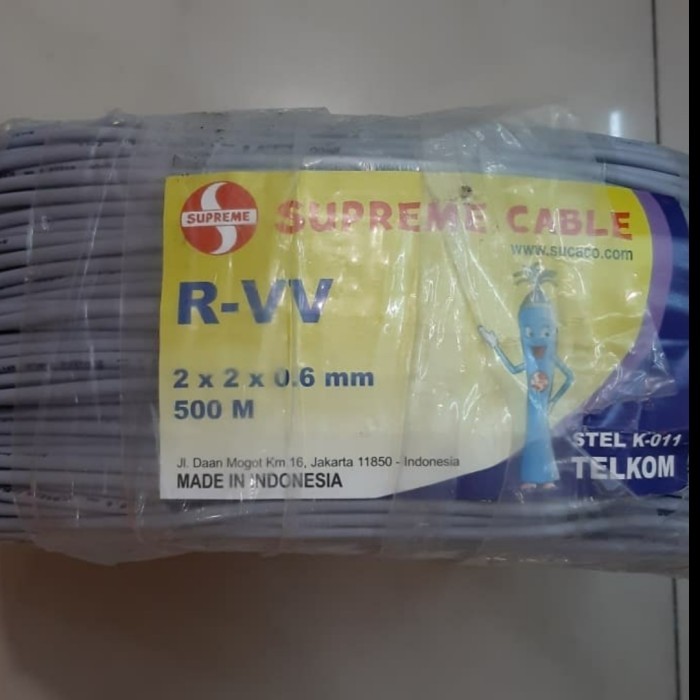 SUPREME
SUPREME CABLE
www.sucaco.com
R-VV
2 x 2 x 0.6 mm
500 M
STEL K-011
TELKOM
Jl. Daan Mogot Km.16, Jakarta 11850 - Indonesia
MADE IN INDONESIA